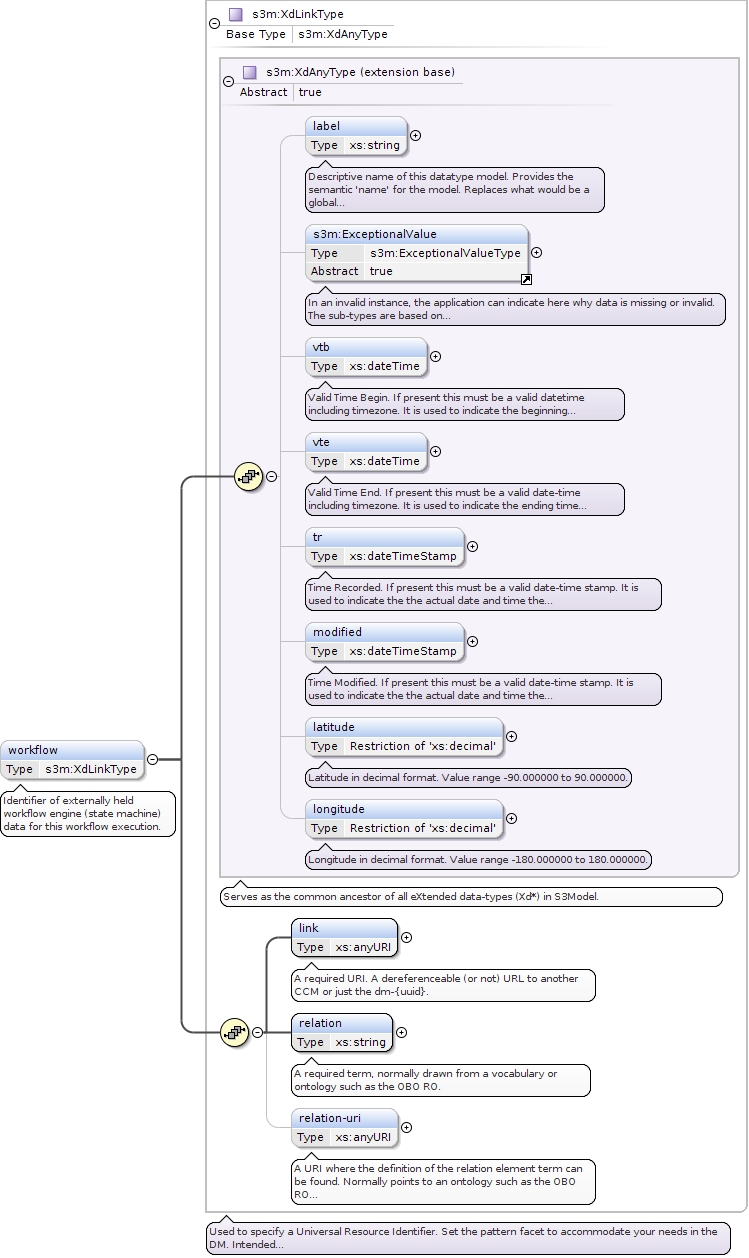 s3m:XdLinkType
Base Type s3m:XdAnyType
s3m:XdAnyType (extension base)
Abstract true
label
Type xs:string
Descriptive name of this datatype model. Provides the
semantic 'name' for the model. Replaces what would be a
global...
s3m:ExceptionalValue
Type s3m:ExceptionalValueType
Abstract true
In an invalid instance, the application can indicate here why data is missing or invalid.
The sub-types are based on...
vtb
Type xs:dateTime
Valid Time Begin. If present this must be a valid datetime
including timezone. It is used to indicate the beginning...
vte
Type xs:dateTime
Valid Time End. If present this must be a valid date-time
including timezone. It is used to indicate the ending time...
tr
Type xs:dateTimeStamp
Time Recorded. If present this must be a valid date-time stamp. It is
used to indicate the the actual date and time the...
modified
Type xs:dateTimeStamp
Time Modified. If present this must be a valid date-time stamp. It is
used to indicate the the actual date and time the...
latitude
Type Restriction of 'xs:decimal'
Latitude in decimal format. Value range -90.000000 to 90.000000.
longitude
Type Restriction of 'xs:decimal'
Longitude in decimal format. Value range -180.000000 to 180.000000.
workflow
Type s3m:XdLinkType
Identifier of externally held
workflow engine (state machine)
data for this workflow execution.
Serves as the common ancestor of all eXtended data-types (Xd*) in S3Model.
link
Type xs:anyURI
A required URI. A dereferenceable (or not) URL to another
CCM or just the dm-{uuid}.
relation
Type xs:string
A required term, normally drawn from a vocabulary or
ontology such as the OBO RO.
relation-uri
Type xs:anyURI
A URI where the definition of the relation element term can
be found. Normally points to an ontology such as the OBO
RO...
Used to specify a Universal Resource Identifier. Set the pattern facet to accommodate your needs in the
DM. Intended...